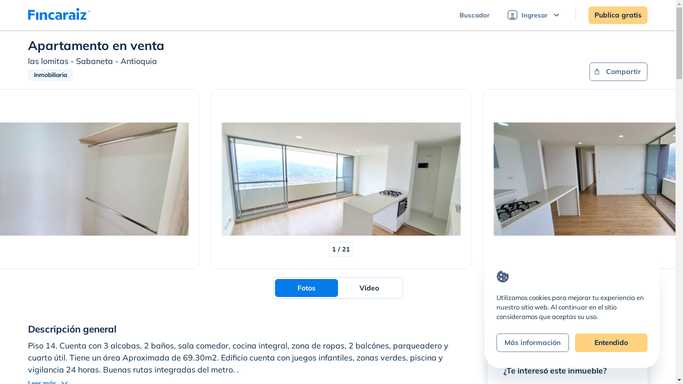 Fincaraiz
Buscador
Ingresar
Publica gratis
Apartamento en venta
las lomitas - Sabaneta - Antioquia
Inmobiliaria
Compartir
1 / 21
Fotos
Video
Utilizamos cookies para mejorar tu experiencia en
nuestro sitio web. Al continuar en el sitio
consideramos que aceptas su uso.
Más información
Entendido
Descripción general
Piso 14. Cuenta con 3 alcobas, 2 baños, sala comedor, cocina integral, zona de ropas, 2 balcónes, parqueadero y
cuarto útil. Tiene un área Aproximada de 69.30m2. Edificio cuenta con juegos infantiles, zonas verdes, piscina y
vigilancia 24 horas. Buenas rutas integradas del metro. .
Leer más
¿Te interesó este inmueble?